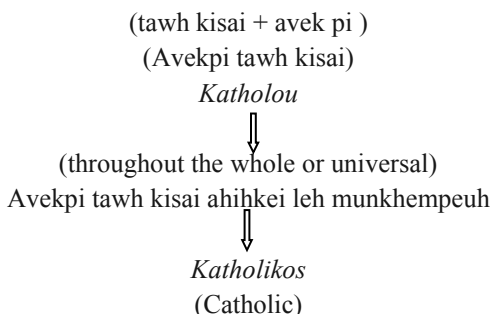 (tawh kisai + avek pi )
(Avekpi tawh kisai)
Katholou
(throughout the whole or universal)
Avekpi tawh kisai ahihkei leh munkhempeuh
Katholikos
(Catholic)